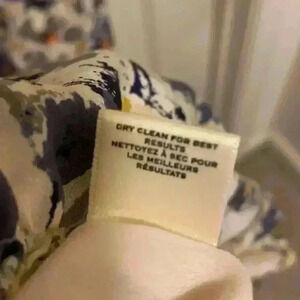 DRY CLEAN FOR BEST
RESULTS
NETTOYEZ À SEC POUR
LES MEILLEURS
RÉSULTATS